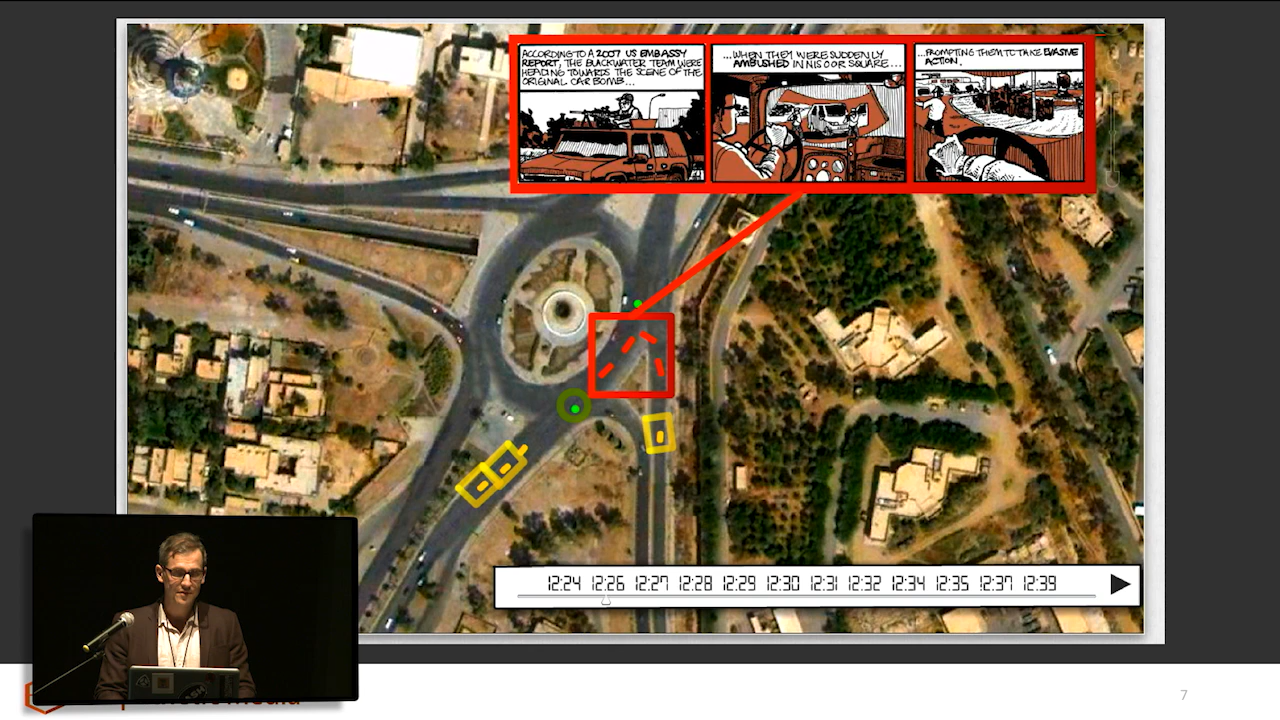 ACCORDING TO A 2007 US EMBASSY
REPORT, THE BLACKWATER TEAM WERE
HEADING TOWARDS THE SCENE OF THE
ORIGINAL CAR BOMB...
...WHEN THEY WERE SUDDENLY
AMBUSHED IN NISOOR SQUARE...
...PROMPTING THEM TO TAKE EVASIVE
ACTION.
12:24 12:26 12:27 12:28 12:29 12:30 12:31 12:32 12:34 12:35 12:37 12:39
7